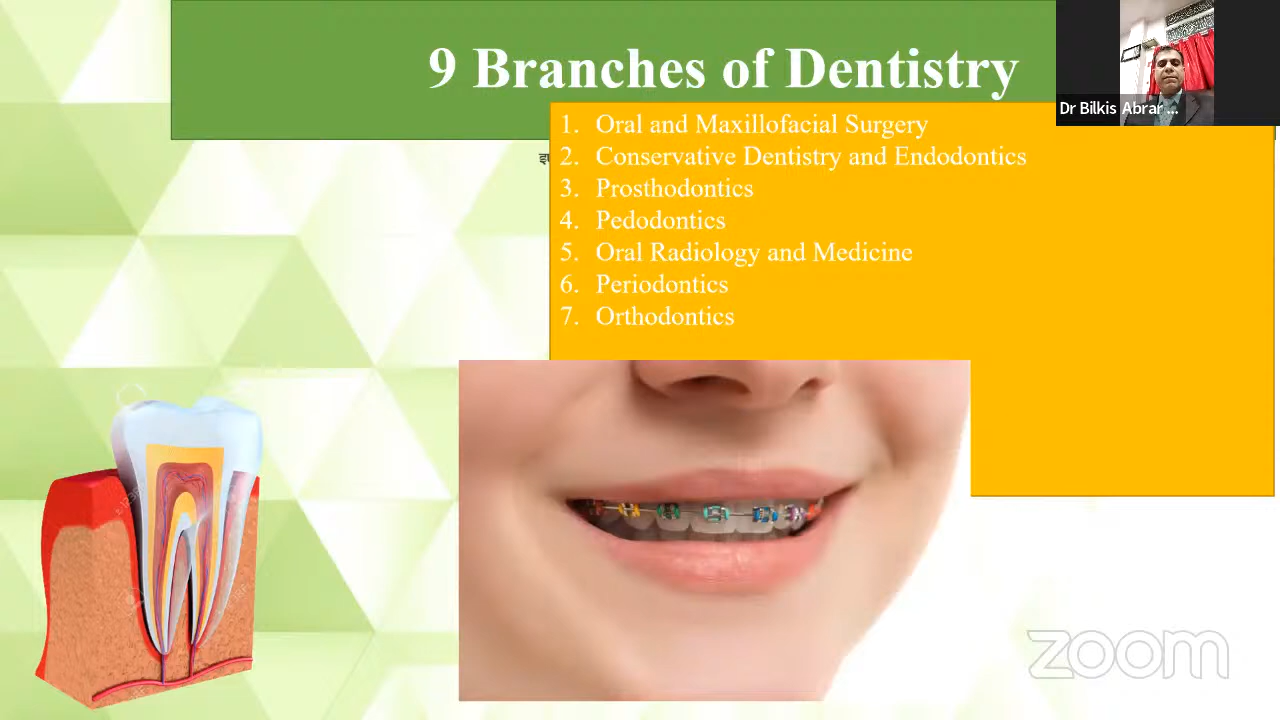 9 Branches of Dentistry
Dr Bilkis Abrar ...
1. Oral and Maxillofacial Surgery
2. Conservative Dentistry and Endodontics
3. Prosthodontics
4. Pedodontics
5. Oral Radiology and Medicine
6. Periodontics
7. Orthodontics
zoom